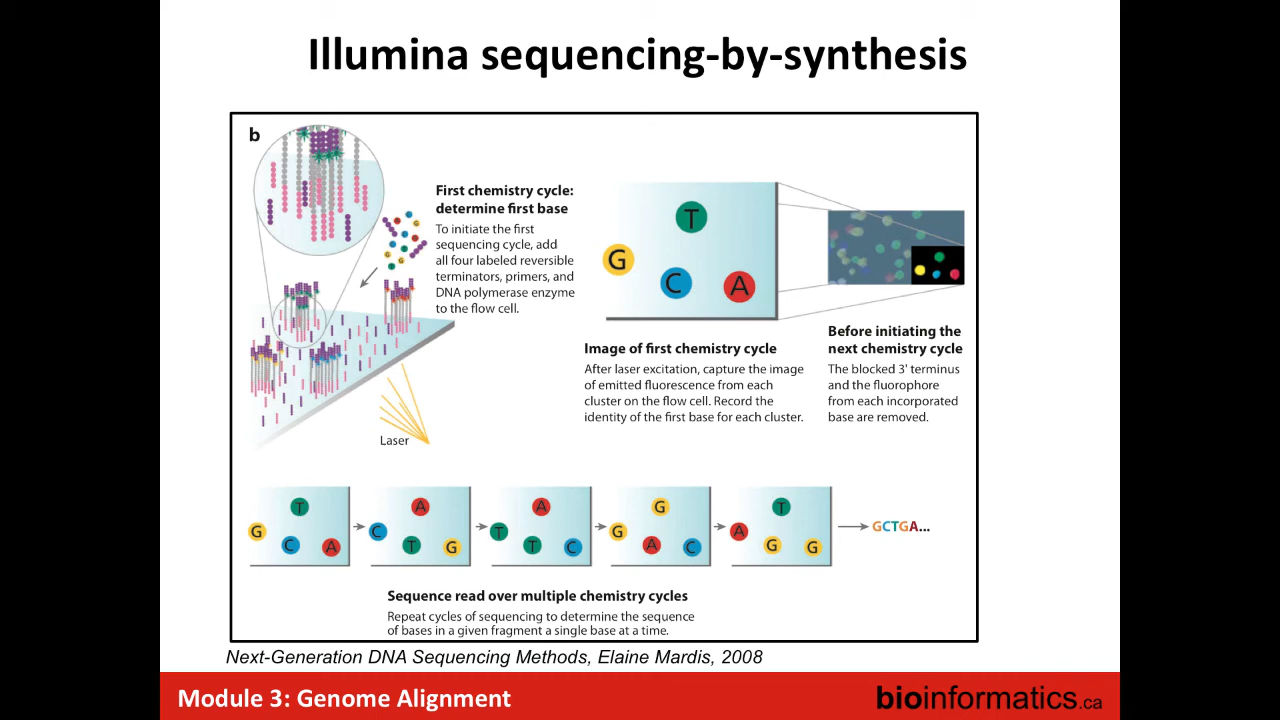 Illumina sequencing-by-synthesis
b
First chemistry cycle:
determine first base
To initiate the first
sequencing cycle, add
all four labeled reversible
terminators, primers, and
DNA polymerase enzyme
to the flow cell.
Laser
T
G
C
A
Image of first chemistry cycle
After laser excitation, capture the image
of emitted fluorescence from each
cluster on the flow cell. Record the
identity of the first base for each cluster.
Before initiating the
next chemistry cycle
The blocked 3' terminus
and the fluorophore
from each incorporated
base are removed.
T
G
C
A
A
C
T
G
A
T
T
C
G
G
A
C
T
A
G
G
GCTGA...
Sequence read over multiple chemistry cycles
Repeat cycles of sequencing to determine the sequence
of bases in a given fragment a single base at a time.
Next-Generation DNA Sequencing Methods, Elaine Mardis, 2008
Module 3: Genome Alignment
bioinformatics.ca